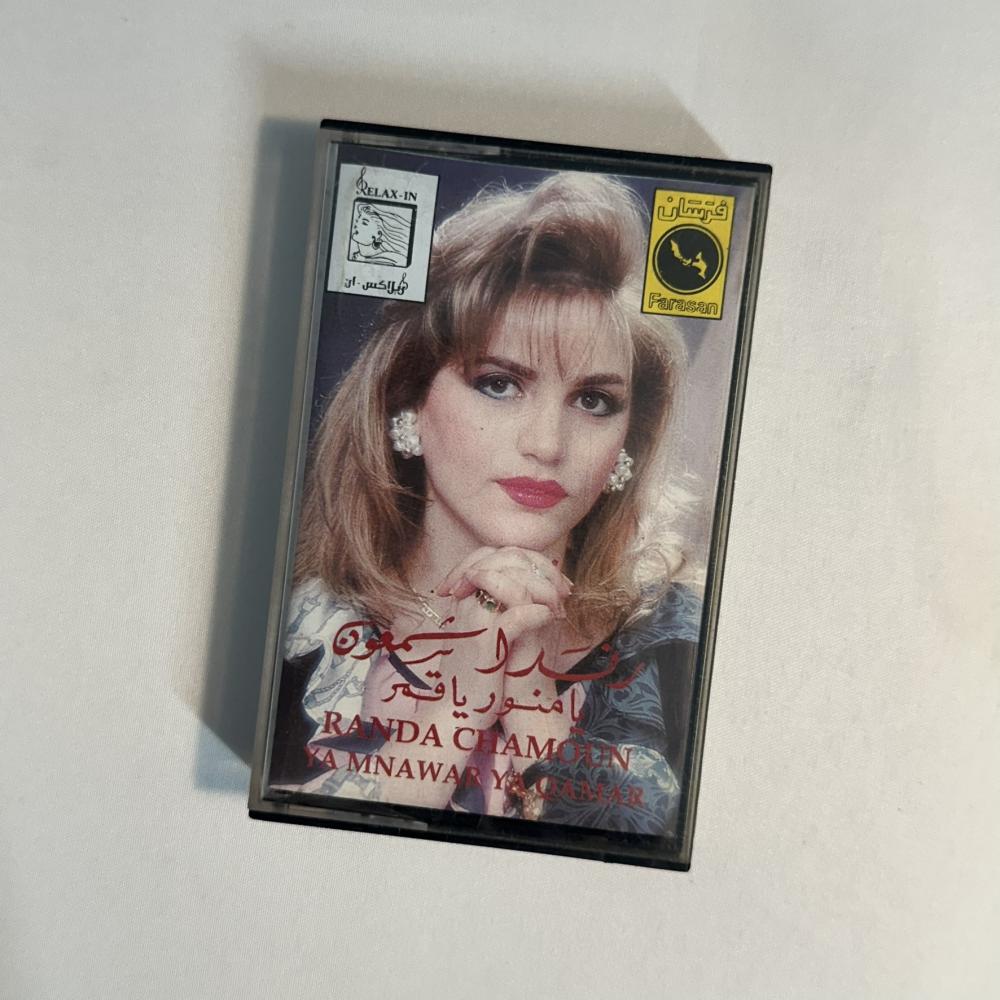 RELAX-IN
ريلاكس-ان
فرسان
Farasan
رندا شمعون
يا منور يا قمر
RANDA CHAMOUN
YA MNAWAR YA QAMAR